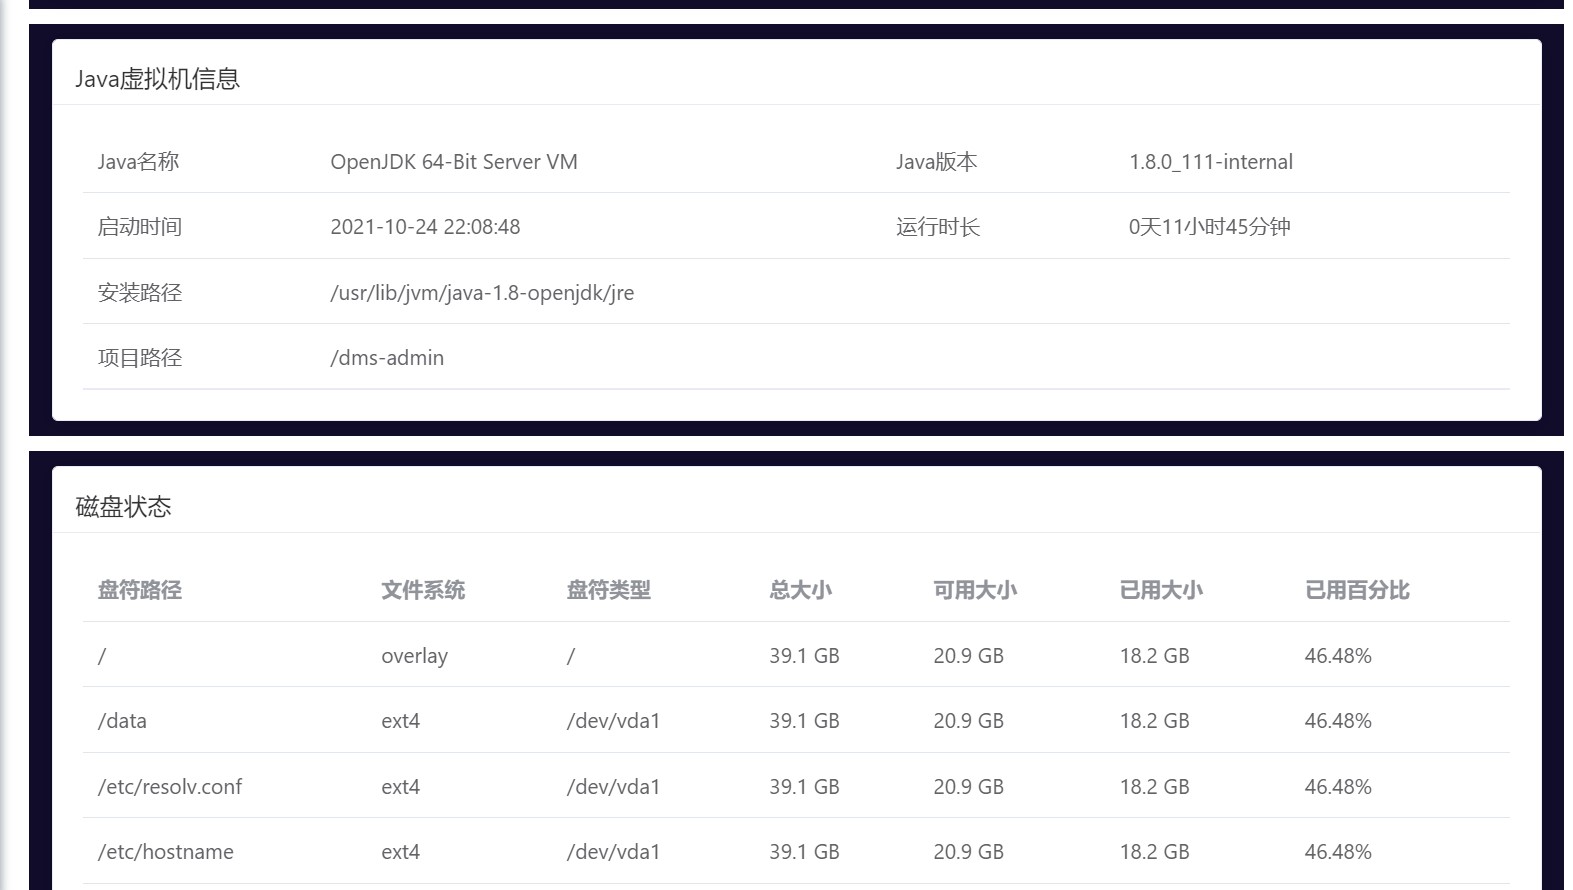 Java虚拟机信息
Java名称 OpenJDK 64-Bit Server VM Java版本 1.8.0_111-internal
启动时间 2021-10-24 22:08:48 运行时长 0天11小时45分钟
安装路径 /usr/lib/jvm/java-1.8-openjdk/jre
项目路径 /dms-admin
磁盘状态
盘符路径 文件系统 盘符类型 总大小 可用大小 已用大小 已用百分比
/ overlay / 39.1 GB 20.9 GB 18.2 GB 46.48%
/data ext4 /dev/vda1 39.1 GB 20.9 GB 18.2 GB 46.48%
/etc/resolv.conf ext4 /dev/vda1 39.1 GB 20.9 GB 18.2 GB 46.48%
/etc/hostname ext4 /dev/vda1 39.1 GB 20.9 GB 18.2 GB 46.48%